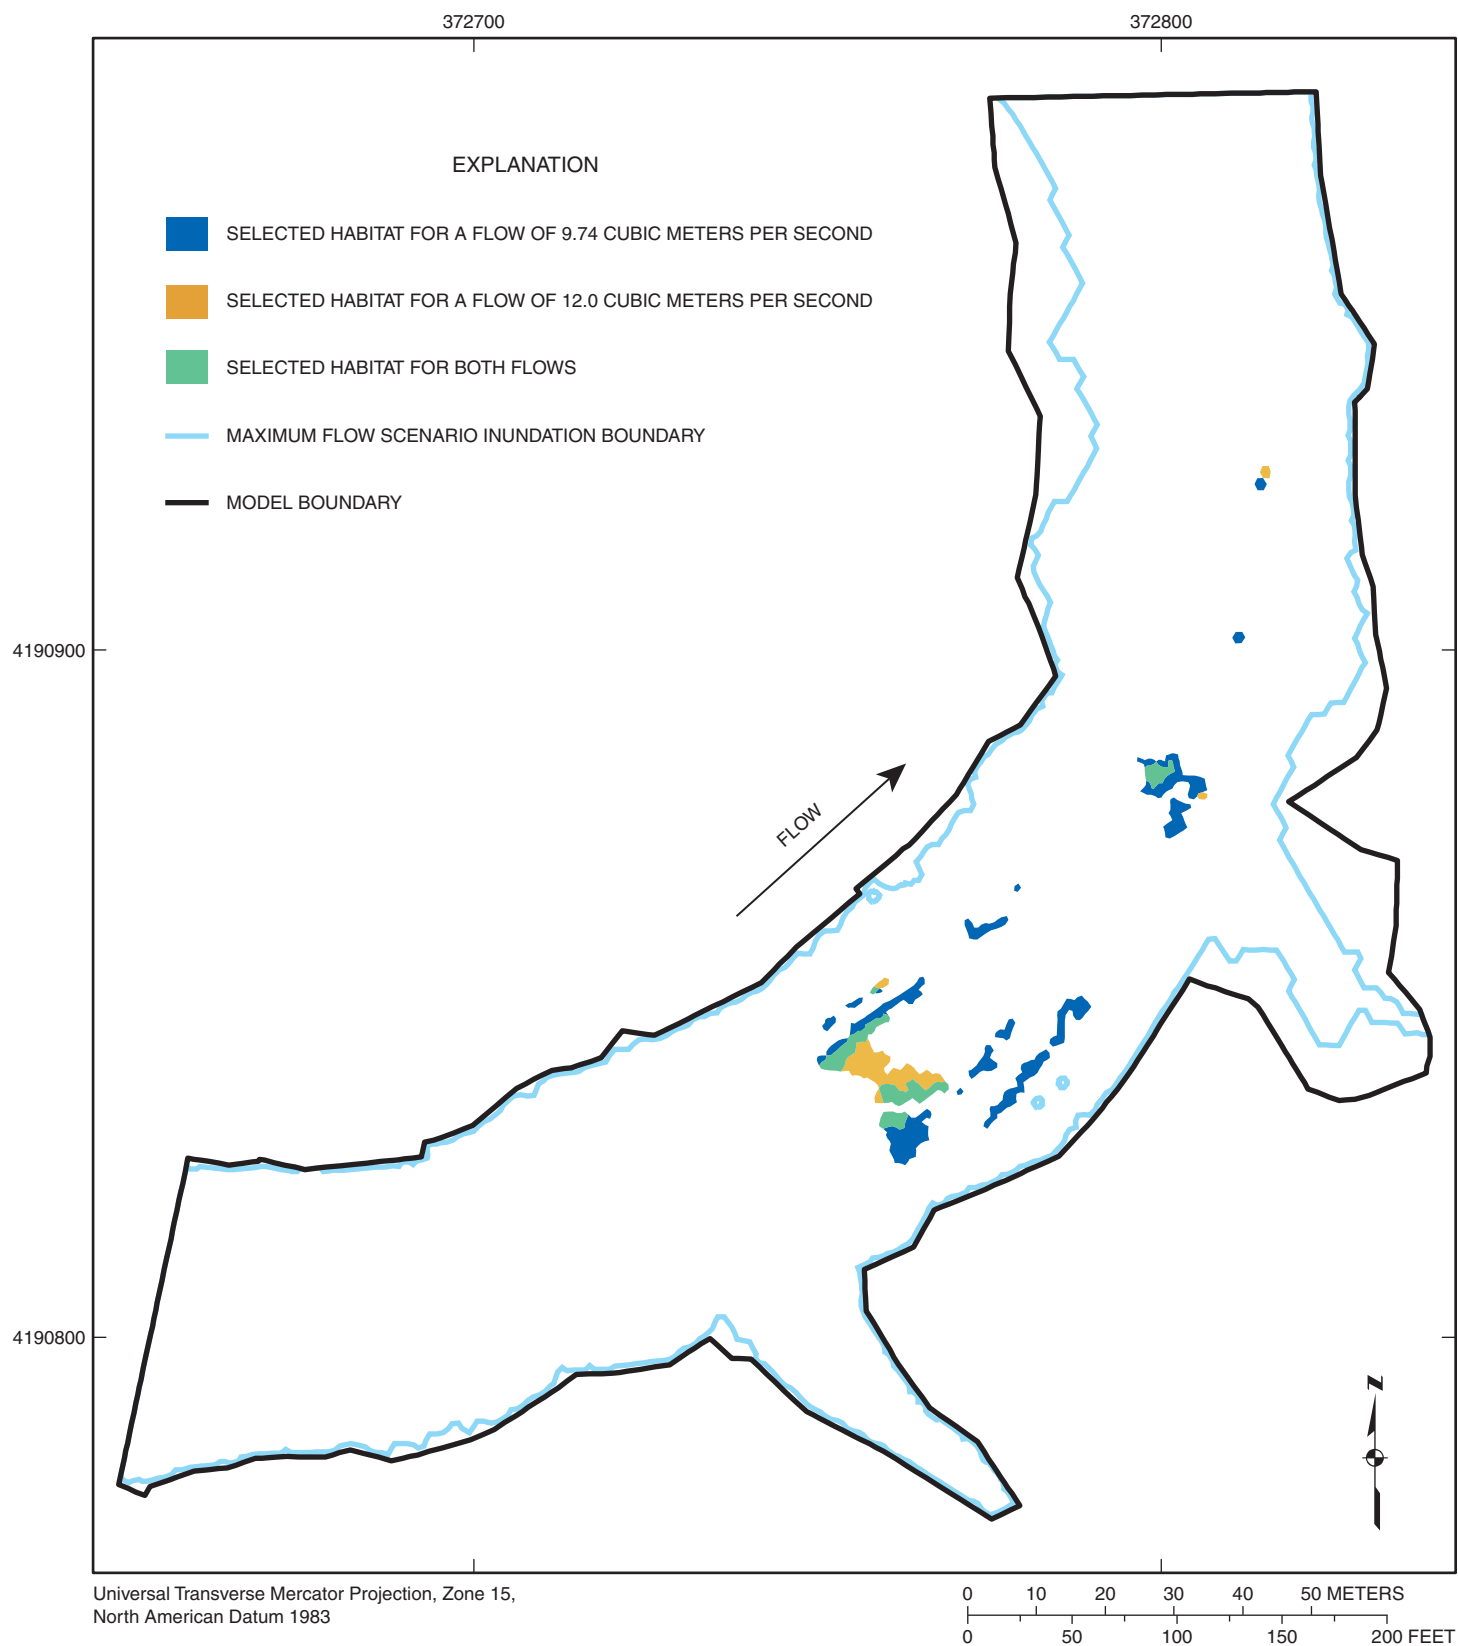 372700 372800
EXPLANATION
SELECTED HABITAT FOR A FLOW OF 9.74 CUBIC METERS PER SECOND
SELECTED HABITAT FOR A FLOW OF 12.0 CUBIC METERS PER SECOND
SELECTED HABITAT FOR BOTH FLOWS
MAXIMUM FLOW SCENARIO INUNDATION BOUNDARY
MODEL BOUNDARY
4190900
FLOW
4190800
N
Universal Transverse Mercator Projection, Zone 15,
North American Datum 1983
0 10 20 30 40 50 METERS
0 50 100 150 200 FEET